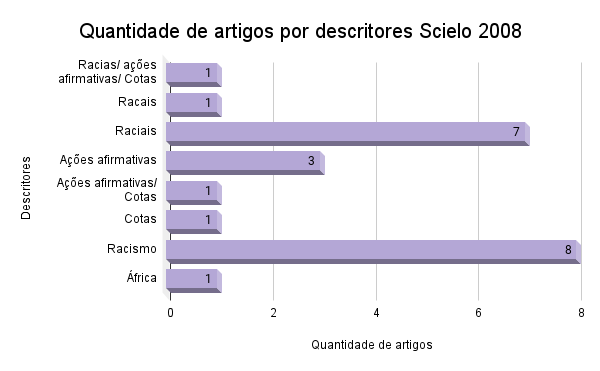 Quantidade de artigos por descritores Scielo 2008
Descritores
Racias/ ações
afirmativas/ Cotas
1
Racais
1
Raciais
7
Ações afirmativas
3
Ações afirmativas/
Cotas
1
Cotas
1
Racismo
8
África
1
0 2 4 6 8
Quantidade de artigos